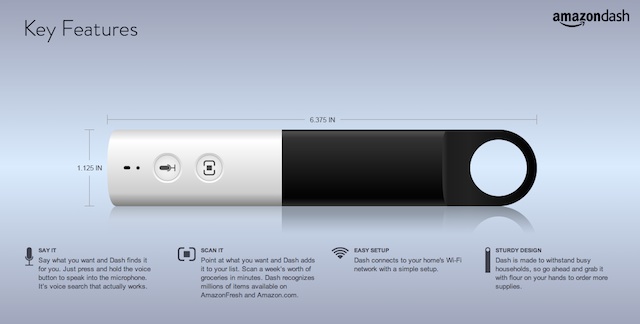 Key Features
amazondash
6.375 IN
1.125 IN
SAY IT
Say what you want and Dash finds it
for you. Just press and hold the voice
button to speak into the microphone.
It's voice search that actually works.
SCAN IT
Point at what you want and Dash adds
it to your list. Scan a week's worth of
groceries in minutes. Dash recognizes
millions of items available on
AmazonFresh and Amazon.com.
EASY SETUP
Dash connects to your home's Wi-Fi
network with a simple setup.
STURDY DESIGN
Dash is made to withstand busy
households, so go ahead and grab it
with flour on your hands to order more
supplies.